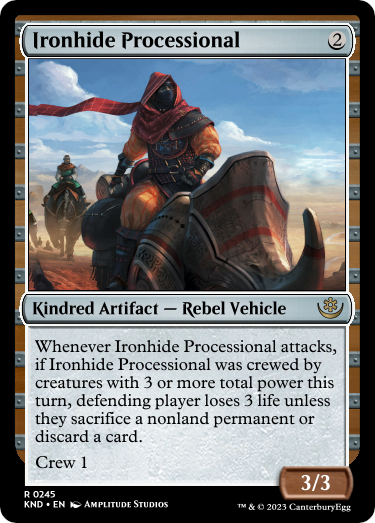 Ironhide Processional
2
Kindred Artifact — Rebel Vehicle
Whenever Ironhide Processional attacks,
if Ironhide Processional was crewed by
creatures with 3 or more total power this
turn, defending player loses 3 life unless
they sacrifice a nonland permanent or
discard a card.
Crew 1
3/3
R 0245
KND • EN Amplitude Studios
™ & © 2023 CanterburyEgg